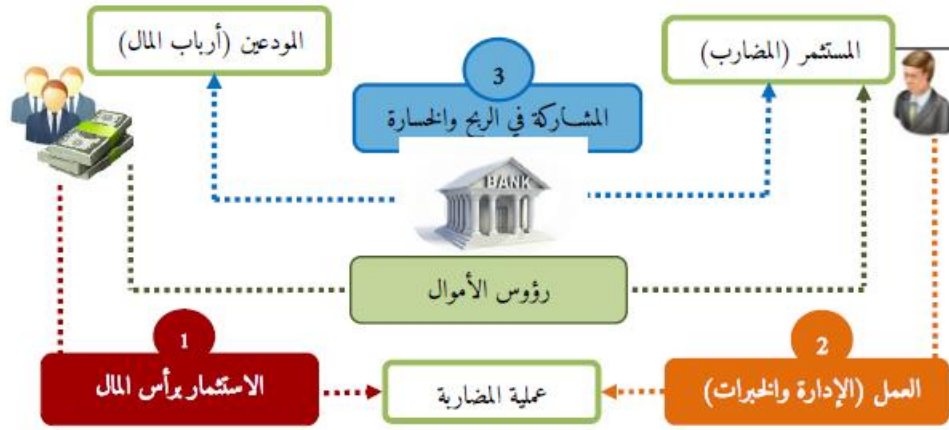 المودعين (أرباب المال)
المستثمر (المضارب)
3
المشاركة في الربح والخسارة
BANK
رؤوس الأموال
1
2
الاستثمار برأس المال
عملية المضاربة
العمل (الإدارة والخبرات)